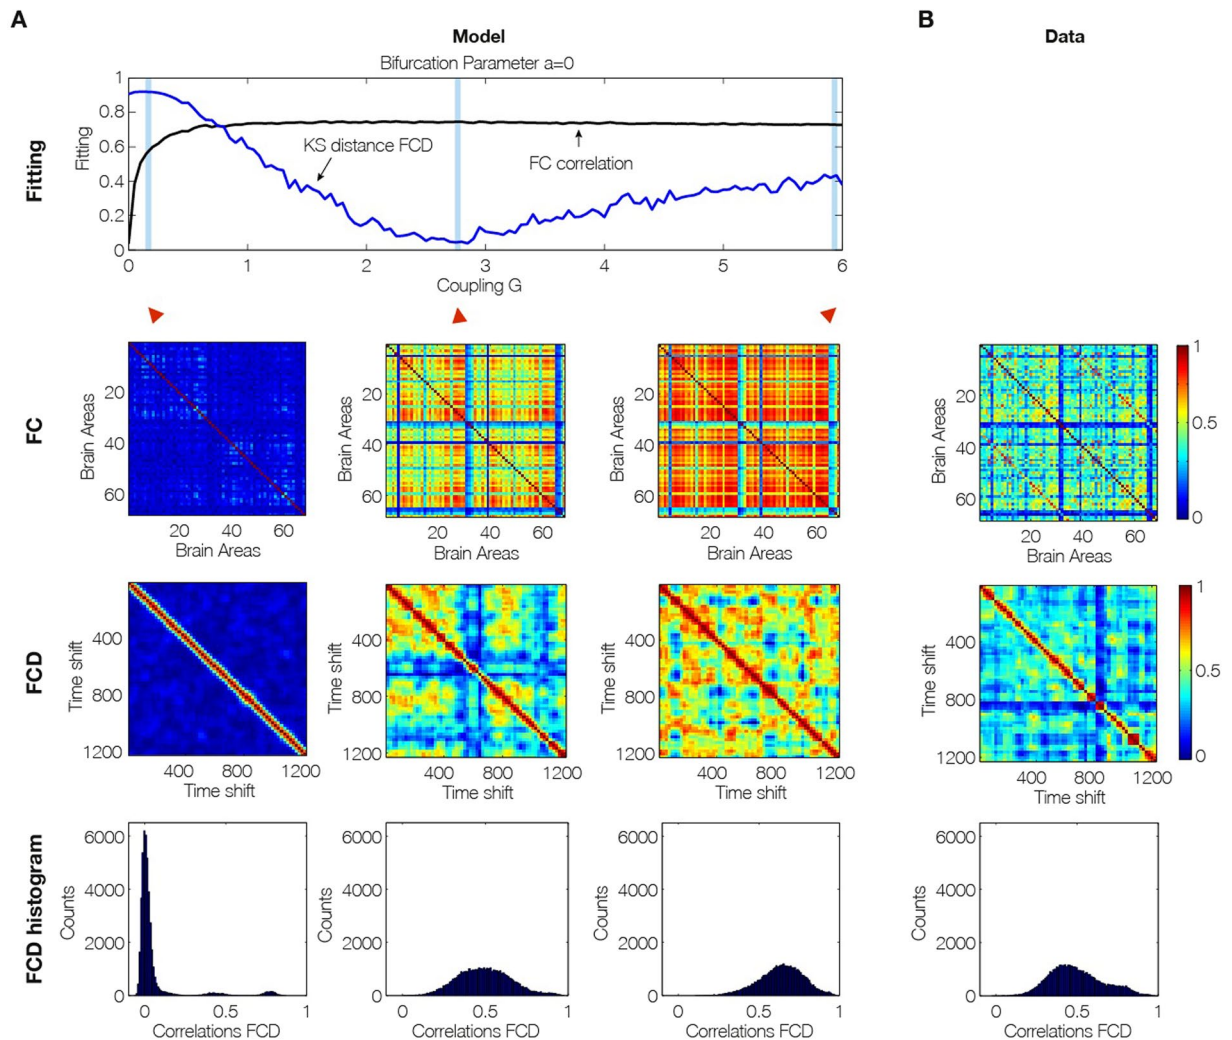 A
B
Model
Data
Bifurcation Parameter a=0
Fitting
Fitting
1
0.8
0.6
0.4
0.2
0
KS distance FCD
FC correlation
0 1 2 3 4 5 6
Coupling G
FC
Brain Areas
20
40
60
20 40 60
Brain Areas
Brain Areas
20
40
60
20 40 60
Brain Areas
Brain Areas
20
40
60
20 40 60
Brain Areas
Brain Areas
20
40
60
20 40 60
Brain Areas
1
0.5
0
FCD
Time shift
400
800
1200
400 800 1200
Time shift
Time shift
400
800
1200
400 800 1200
Time shift
Time shift
400
800
1200
400 800 1200
Time shift
Time shift
400
800
1200
400 800 1200
Time shift
1
0.5
0
FCD histogram
Counts
6000
4000
2000
0
0 0.5 1
Correlations FCD
Counts
6000
4000
2000
0
0 0.5 1
Correlations FCD
Counts
6000
4000
2000
0
0 0.5 1
Correlations FCD
Counts
6000
4000
2000
0
0 0.5 1
Correlations FCD